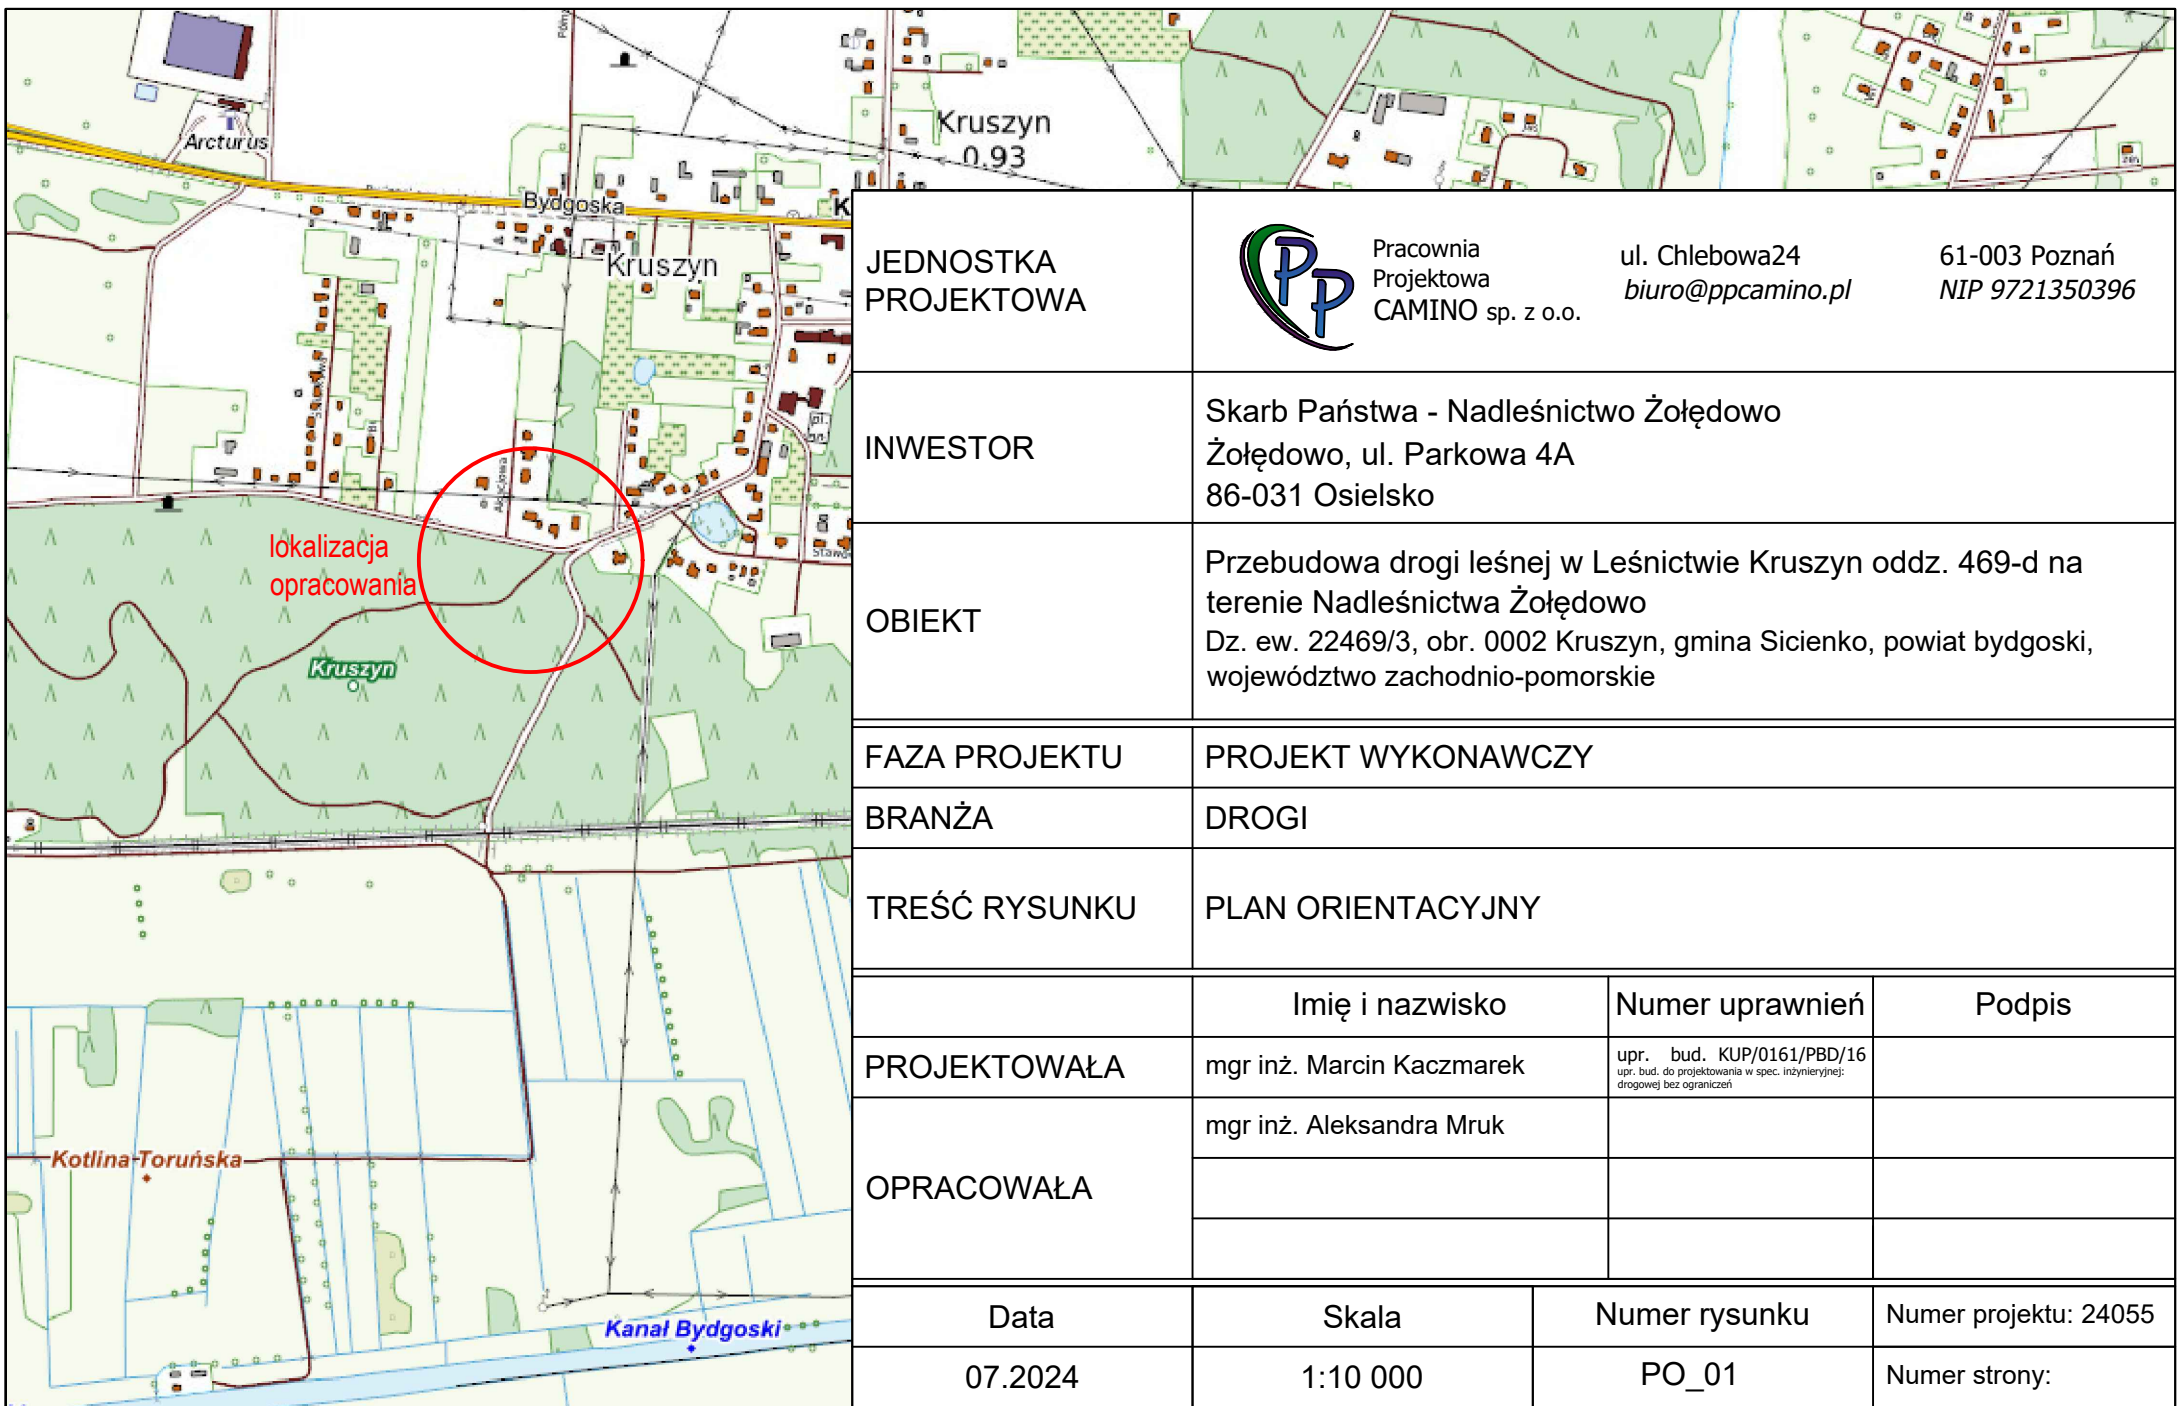 Arcturus
Kruszyn
0.93
Bydgoska
K
Kruszyn
Akacjowa
Staw
lokalizacja
opracowania
Kruszyn
Kotlina Toruńska
Kanał Bydgoski
JEDNOSTKA
PROJEKTOWA
PP
Pracownia
Projektowa
CAMINO sp. z o.o.
ul. Chlebowa24
biuro@ppcamino.pl
61-003 Poznań
NIP 9721350396
INWESTOR
Skarb Państwa - Nadleśnictwo Żołędowo
Żołędowo, ul. Parkowa 4A
86-031 Osielsko
OBIEKT
Przebudowa drogi leśnej w Leśnictwie Kruszyn oddz. 469-d na
terenie Nadleśnictwa Żołędowo
Dz. ew. 22469/3, obr. 0002 Kruszyn, gmina Sicienko, powiat bydgoski,
województwo zachodnio-pomorskie
FAZA PROJEKTU
PROJEKT WYKONAWCZY
BRANŻA
DROGI
TREŚĆ RYSUNKU
PLAN ORIENTACYJNY
Imię i nazwisko
Numer uprawnień
Podpis
PROJEKTOWAŁA
mgr inż. Marcin Kaczmarek
upr. bud. KUP/0161/PBD/16
upr. bud. do projektowania w spec. inżynieryjnej:
drogowej bez ograniczeń
OPRACOWAŁA
mgr inż. Aleksandra Mruk
Data
Skala
Numer rysunku
Numer projektu: 24055
07.2024
1:10 000
PO_01
Numer strony: